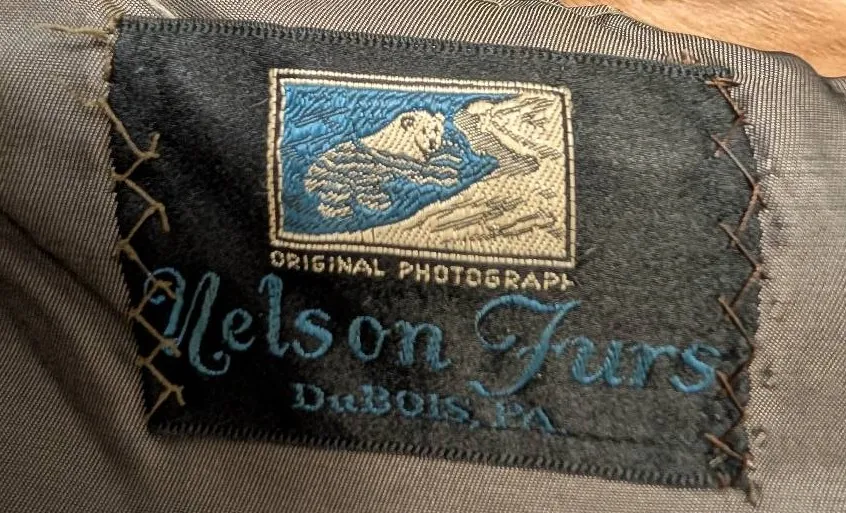 ORIGINAL PHOTOGRAPH
Nelson Furs
DuBOIS, PA